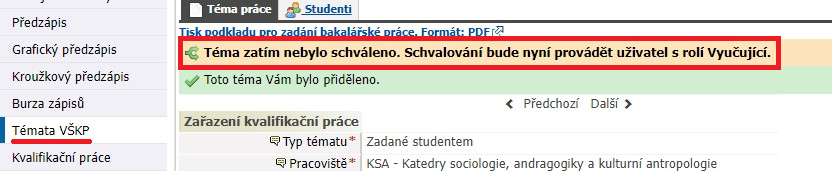 Předzápis
Grafický předzápis
Kroužkový předzápis
Burza zápisů
Témata VŠKP
Kvalifikační práce
Téma práce Studenti
Tisk podkladu pro zadání bakalářské práce. Formát: PDF
Téma zatím nebylo schváleno. Schvalování bude nyní provádět uživatel s rolí Vyučující.
Toto téma Vám bylo přiděleno.
Předchozí Další
Zařazení kvalifikační práce
Typ tématu* Zadané studentem
Pracoviště* KSA - Katedry sociologie, andragogiky a kulturní antropologie